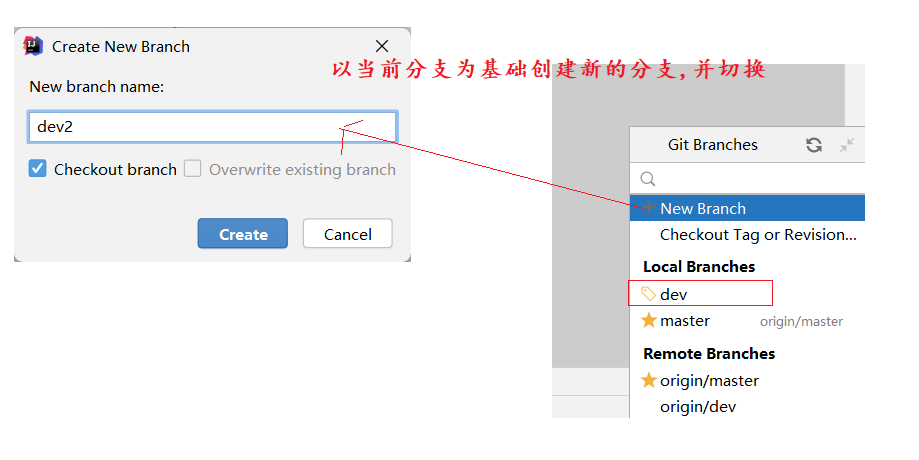 Create New Branch
以当前分支为基础创建新的分支,并切换
New branch name:
dev2
Checkout branch
Overwrite existing branch
Create
Cancel
Git Branches
New Branch
Checkout Tag or Revision...
Local Branches
dev
master origin/master
Remote Branches
origin/master
origin/dev